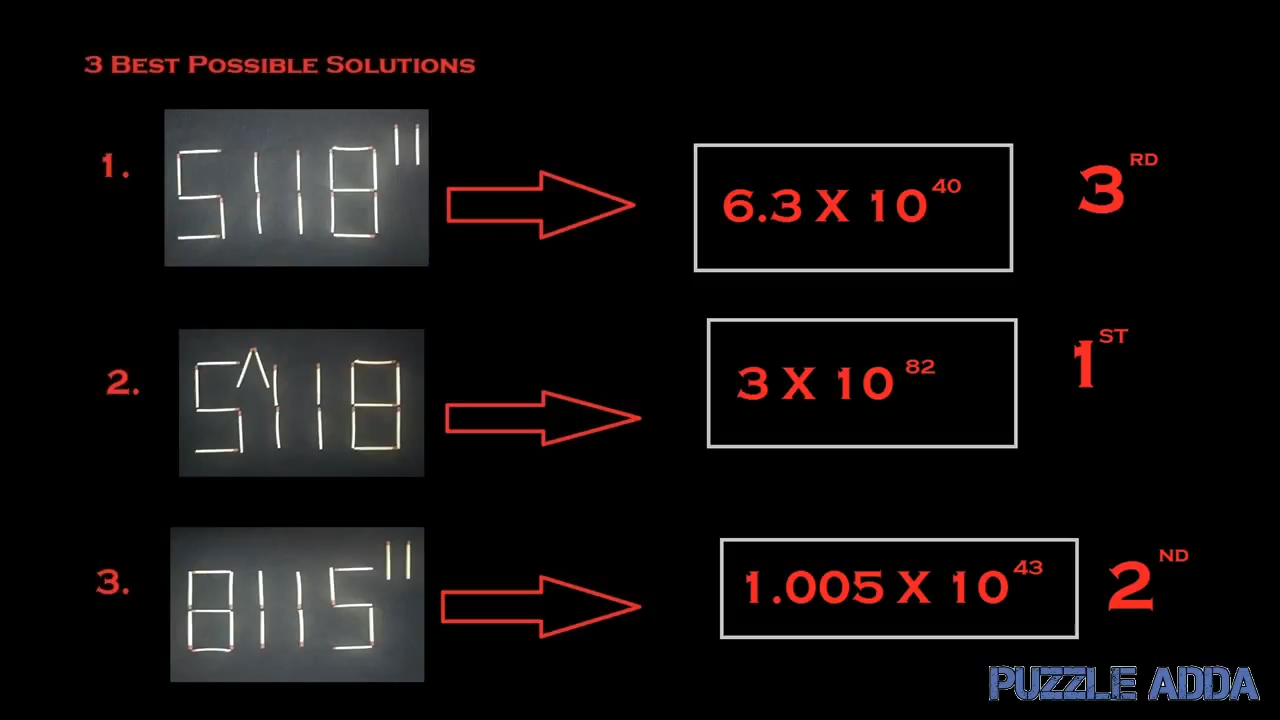 3 Best Possible Solutions
1. 5118¹¹ 6.3 X 10⁴⁰ 3RD
2. 5^118 3 X 10⁸² 1ST
3. 8115¹¹ 1.005 X 10⁴³ 2ND
PUZZLE ADDA